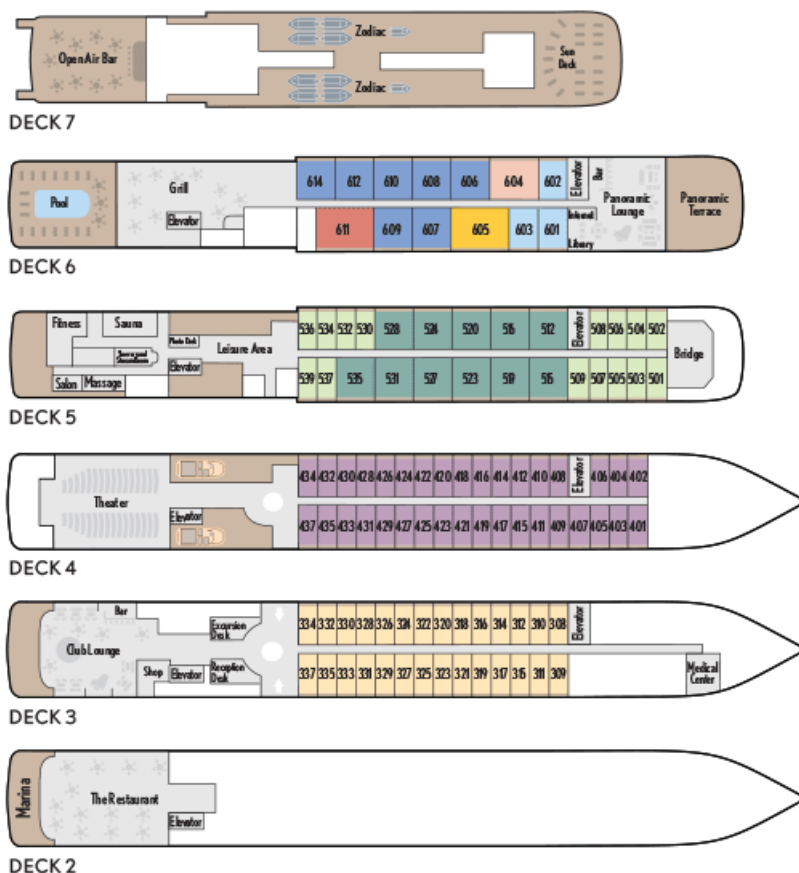 Open Air Bar
Zodiac
Zodiac
Sun
Deck
DECK 7
Pool
Grill
Elevator
614 612 610 608 606 604 602
Elevator
Bar
Panoramic
Lounge
Panoramic
Terrace
611 609 607 605 603 601
Internet
Library
DECK 6
Fitness
Sauna
Photo Desk
Leisure Area
Elevator
Salon
Massage
536 534 532 530 528 524 520 516 512
Elevator
508 506 504 502
Bridge
539 537 535 531 527 523 519 515 509 507 505 503 501
DECK 5
Theater
Elevator
434 432 430 428 426 424 422 420 418 416 414 412 410 408
Elevator
406 404 402
437 435 433 431 429 427 425 423 421 419 417 415 411 409 407 405 403 401
DECK 4
Bar
Club Lounge
Excursion
Desk
Shop
Elevator
Reception
Desk
334 332 330 328 326 324 322 320 318 316 314 312 310 308
Elevator
337 335 333 331 329 327 325 323 321 319 317 315 311 309
Medical
Center
DECK 3
Marina
The Restaurant
Elevator
DECK 2